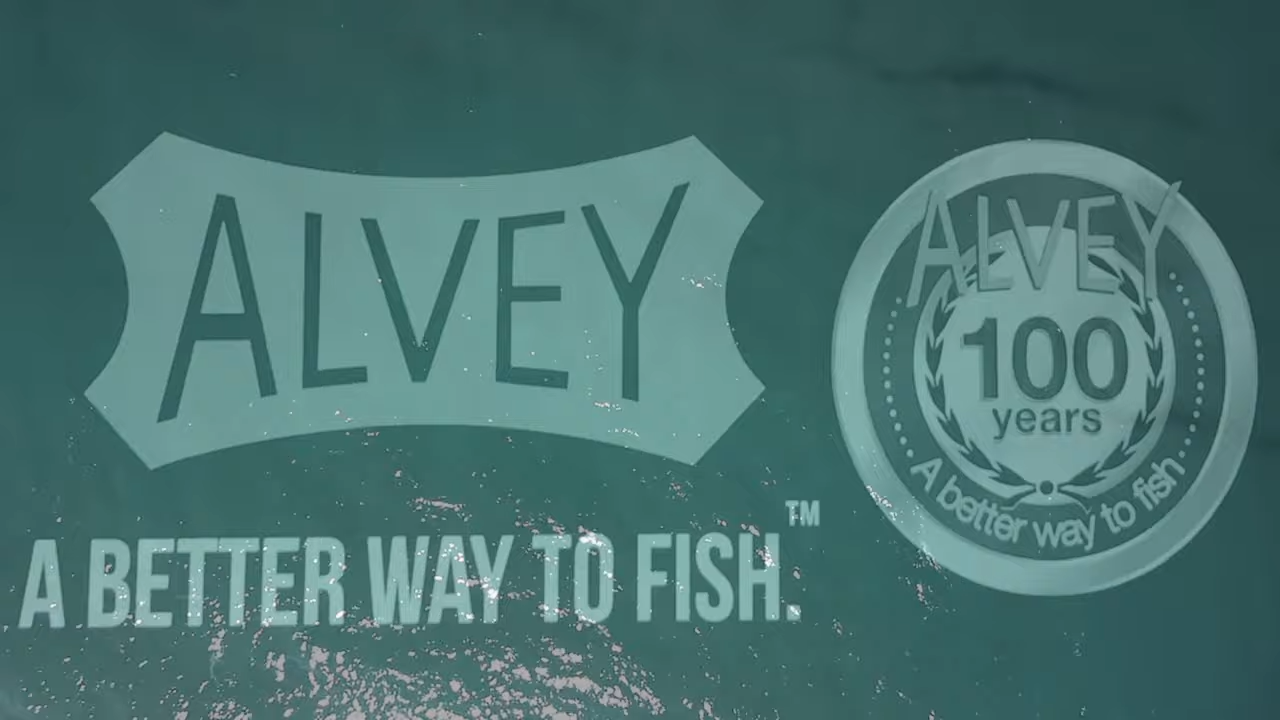 ALVEY
A BETTER WAY TO FISH.™
ALVEY
100
years
A better way to fish